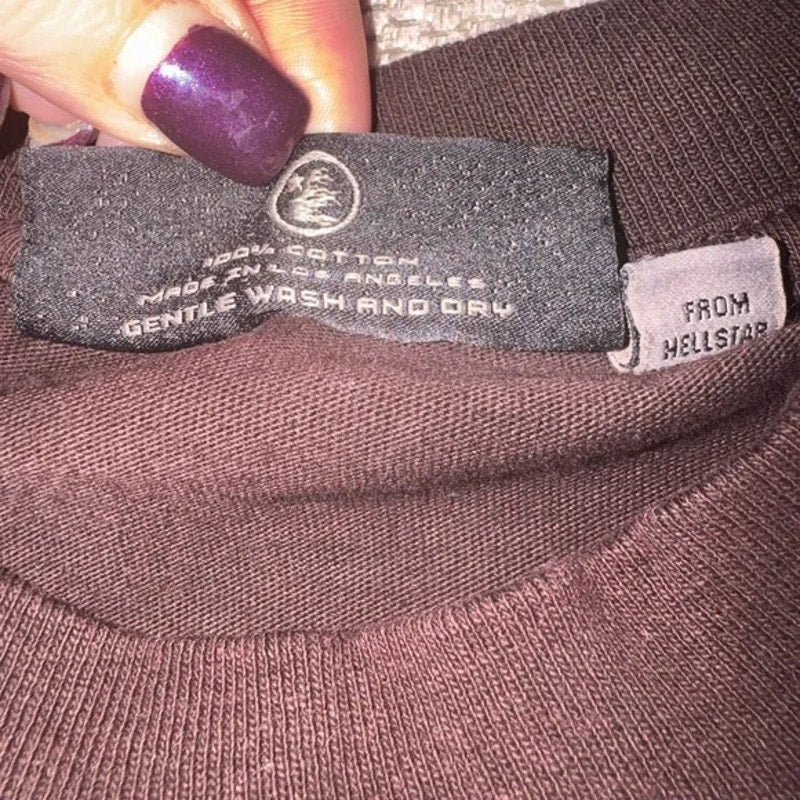 100% COTTON
MADE IN LOS ANGELES
GENTLE WASH AND DRY
FROM
HELLSTAR